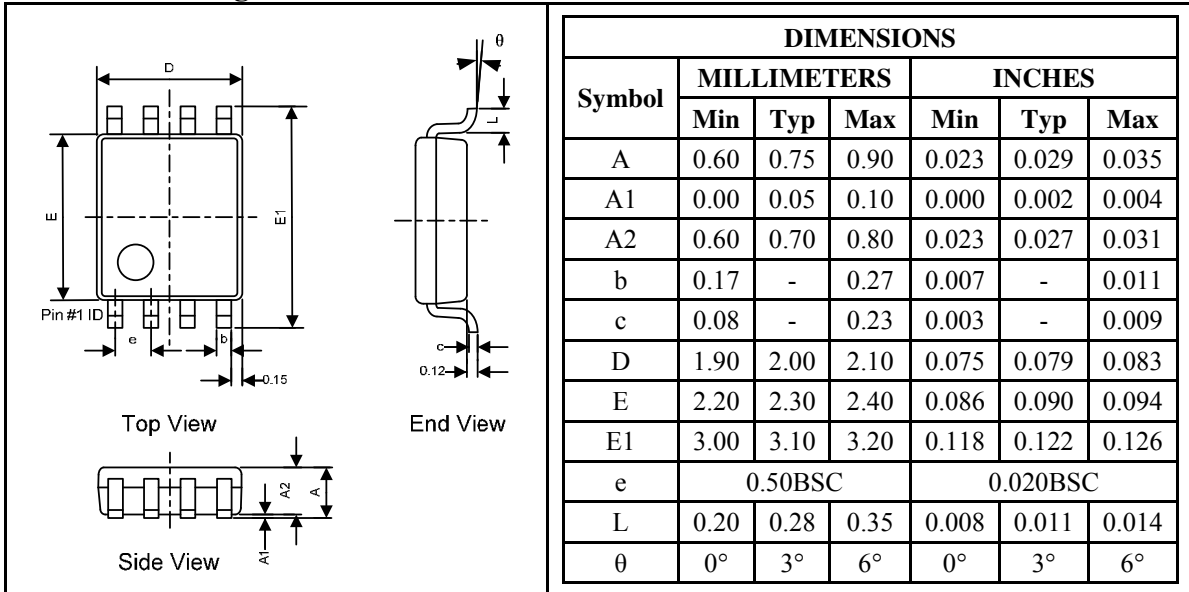 θ
D
L
E
E1
Pin #1 ID
e
b
0.15
c
0.12
Top View
End View
A2
A
A1
Side View
DIMENSIONS
Symbol MILLIMETERS INCHES
Min Typ Max Min Typ Max
A 0.60 0.75 0.90 0.023 0.029 0.035
A1 0.00 0.05 0.10 0.000 0.002 0.004
A2 0.60 0.70 0.80 0.023 0.027 0.031
b 0.17 - 0.27 0.007 - 0.011
c 0.08 - 0.23 0.003 - 0.009
D 1.90 2.00 2.10 0.075 0.079 0.083
E 2.20 2.30 2.40 0.086 0.090 0.094
E1 3.00 3.10 3.20 0.118 0.122 0.126
e 0.50BSC 0.020BSC
L 0.20 0.28 0.35 0.008 0.011 0.014
θ 0° 3° 6° 0° 3° 6°